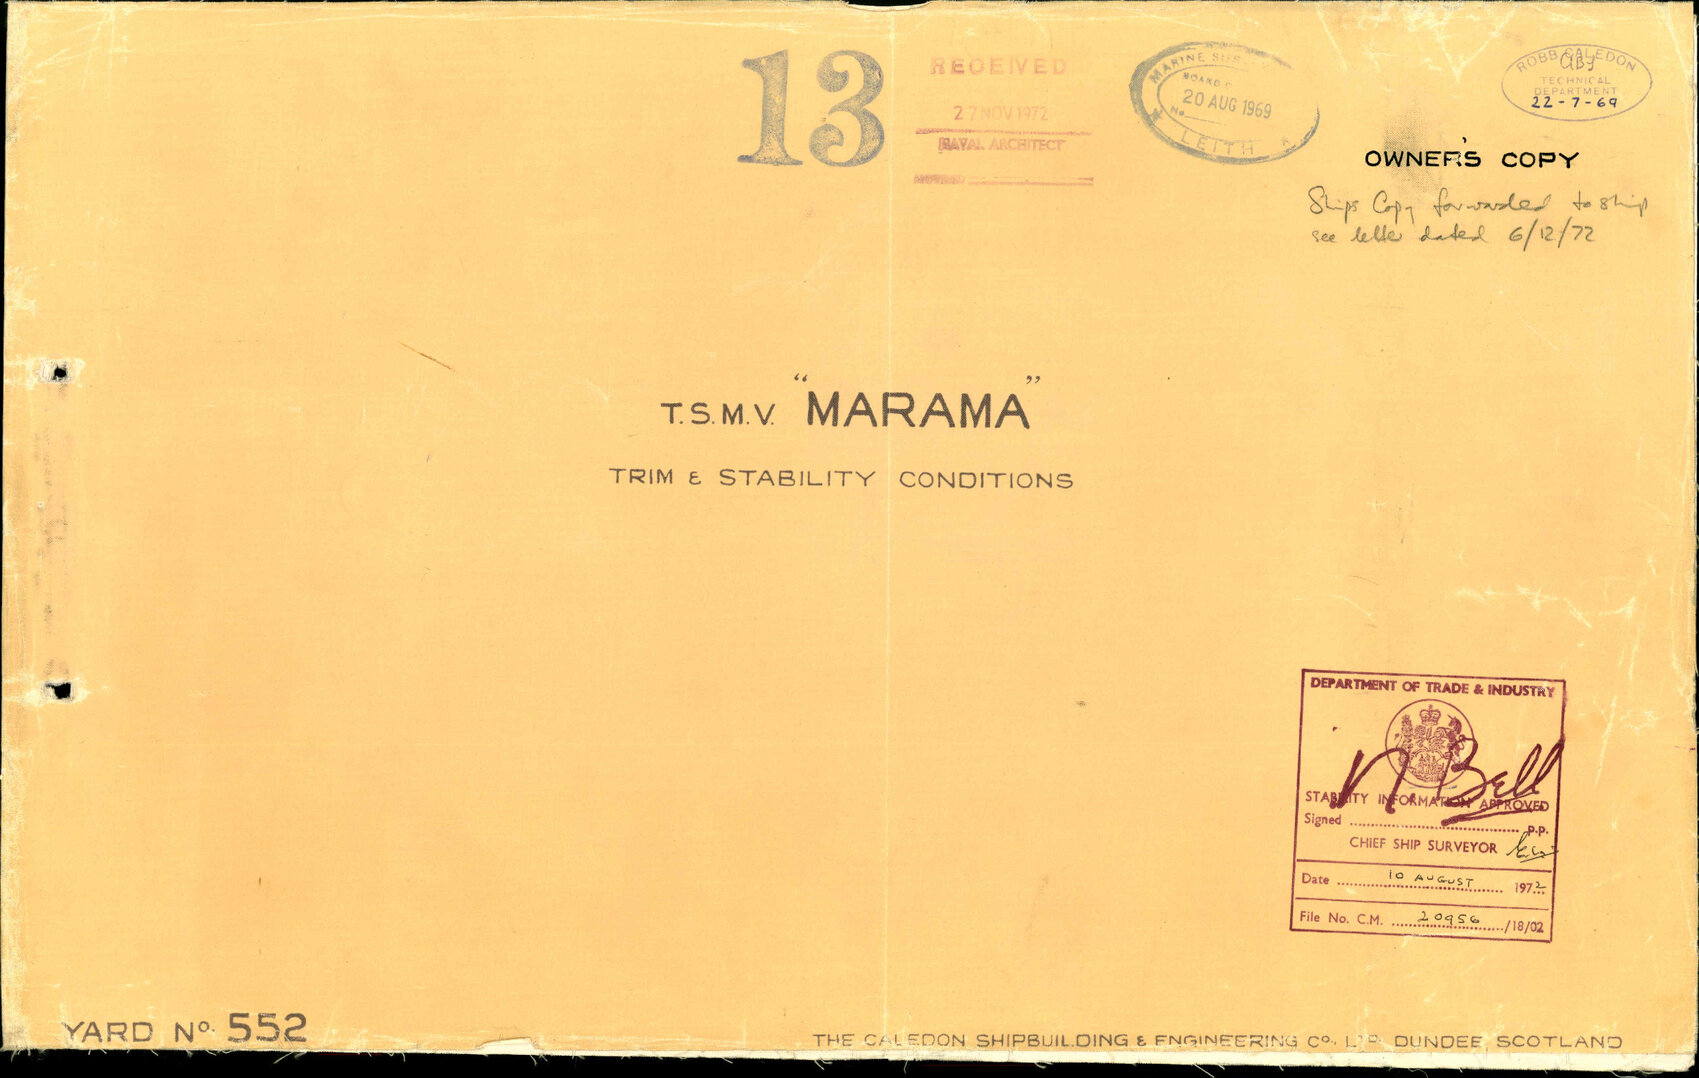 13
RECEIVED
27 NOV 1972
NAVAL ARCHITECT
MARINE
BOARD
20 AUG 1969
No.
LEITH
ROBB CALEDON
TECHNICAL
DEPARTMENT
22-7-69
OWNER'S COPY
Ships Copy forwarded to ship
see letter dated 6/12/72
T.S.M.V. "MARAMA"
TRIM & STABILITY CONDITIONS
DEPARTMENT OF TRADE & INDUSTRY
N. Bell
STABILITY INFORMATION APPROVED
Signed P.P.
CHIEF SHIP SURVEYOR
Date 10 AUGUST 1972
File No. C.M. 20956 /18/02
YARD No. 552
THE CALEDON SHIPBUILDING & ENGINEERING Co. LTD. DUNDEE, SCOTLAND